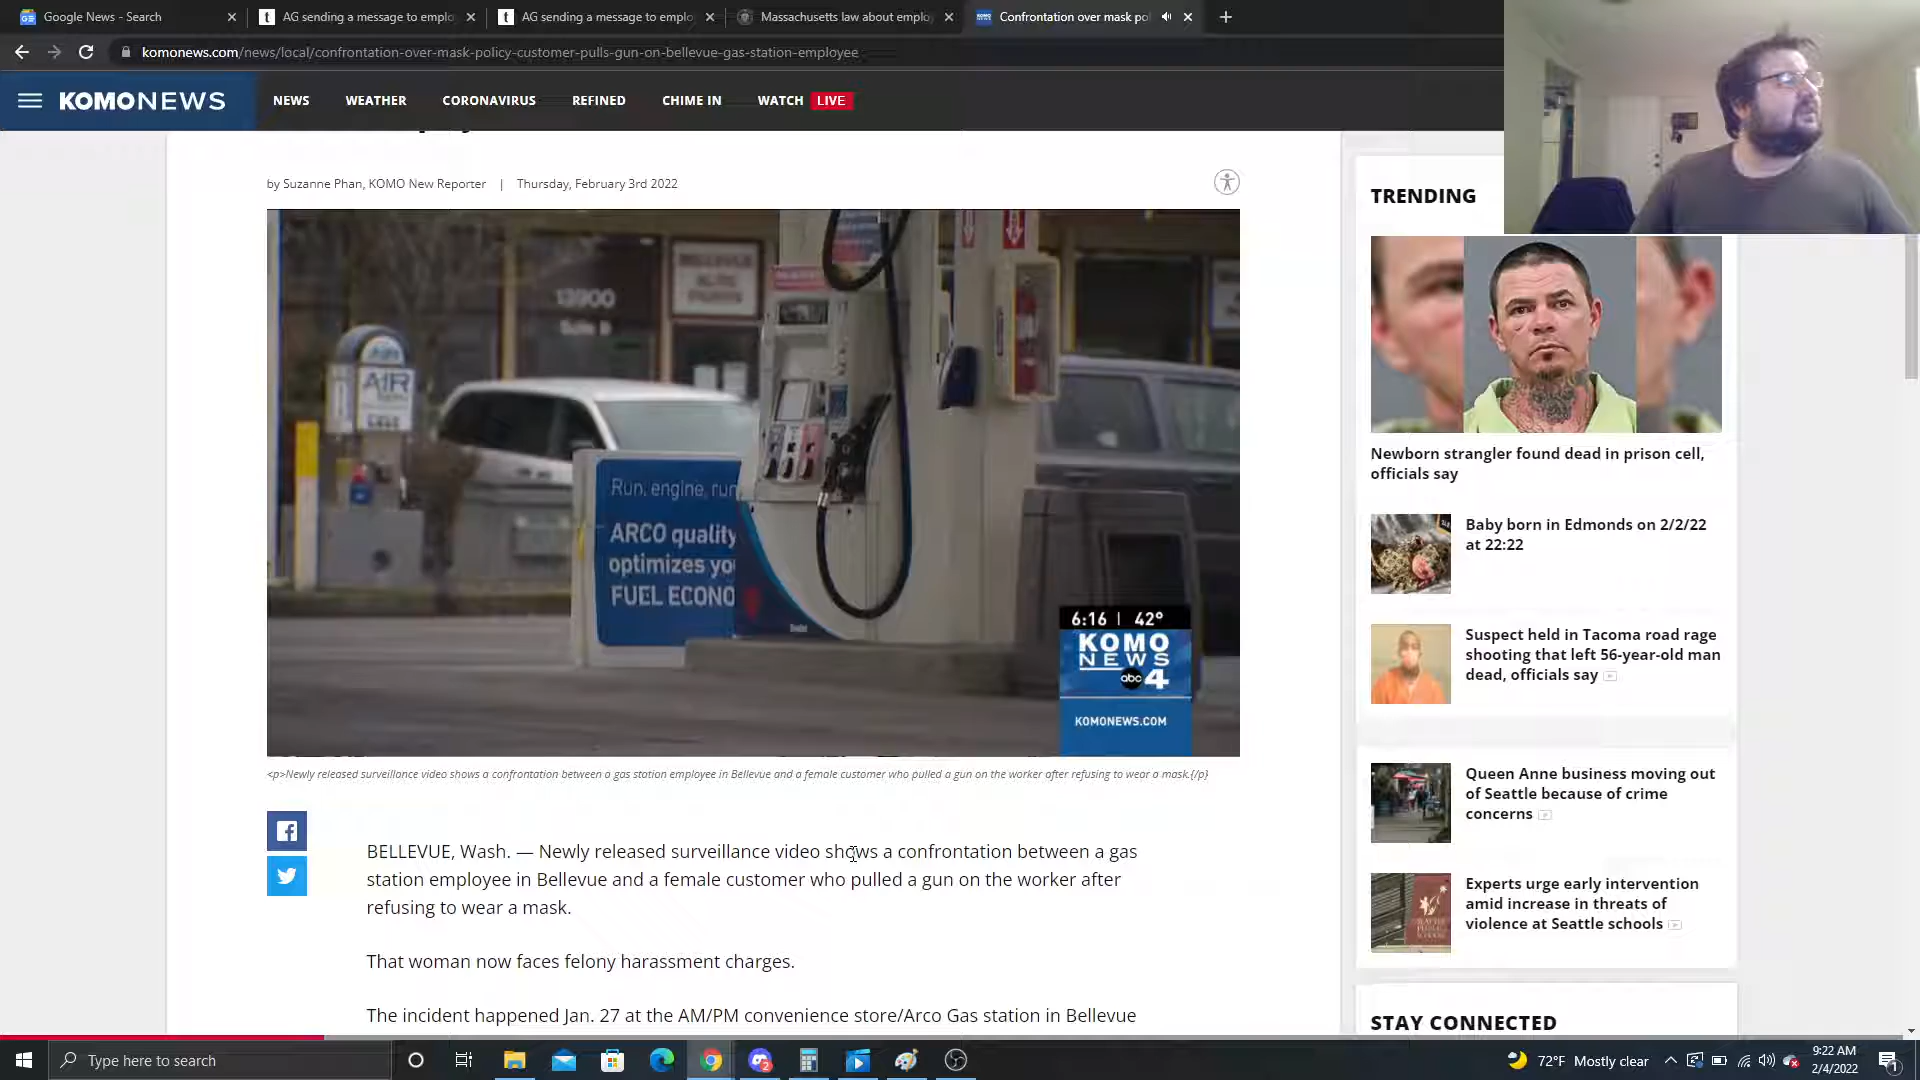 Google News - Search
AG sending a message to emplo
AG sending a message to emplo
Massachusetts law about emplo
Confrontation over mask pol
komonews.com/news/local/confrontation-over-mask-policy-customer-pulls-gun-on-bellevue-gas-station-employee
KOMONEWS
NEWS
WEATHER
CORONAVIRUS
REFINED
CHIME IN
WATCH LIVE
by Suzanne Phan, KOMO New Reporter | Thursday, February 3rd 2022
13900
BELLEVUE
AIR
Run, engine, run
ARCO quality
optimizes yo
FUEL ECONO
6:16 | 42°
KOMO
NEWS
abc 4
KOMONEWS.COM
<p>Newly released surveillance video shows a confrontation between a gas station employee in Bellevue and a female customer who pulled a gun on the worker after refusing to wear a mask.{/p}
BELLEVUE, Wash. — Newly released surveillance video shows a confrontation between a gas
station employee in Bellevue and a female customer who pulled a gun on the worker after
refusing to wear a mask.
That woman now faces felony harassment charges.
The incident happened Jan. 27 at the AM/PM convenience store/Arco Gas station in Bellevue
TRENDING
Newborn strangler found dead in prison cell,
officials say
Baby born in Edmonds on 2/2/22
at 22:22
Suspect held in Tacoma road rage
shooting that left 56-year-old man
dead, officials say
Queen Anne business moving out
of Seattle because of crime
concerns
Experts urge early intervention
amid increase in threats of
violence at Seattle schools
STAY CONNECTED
Type here to search
72°F Mostly clear
9:22 AM
2/4/2022